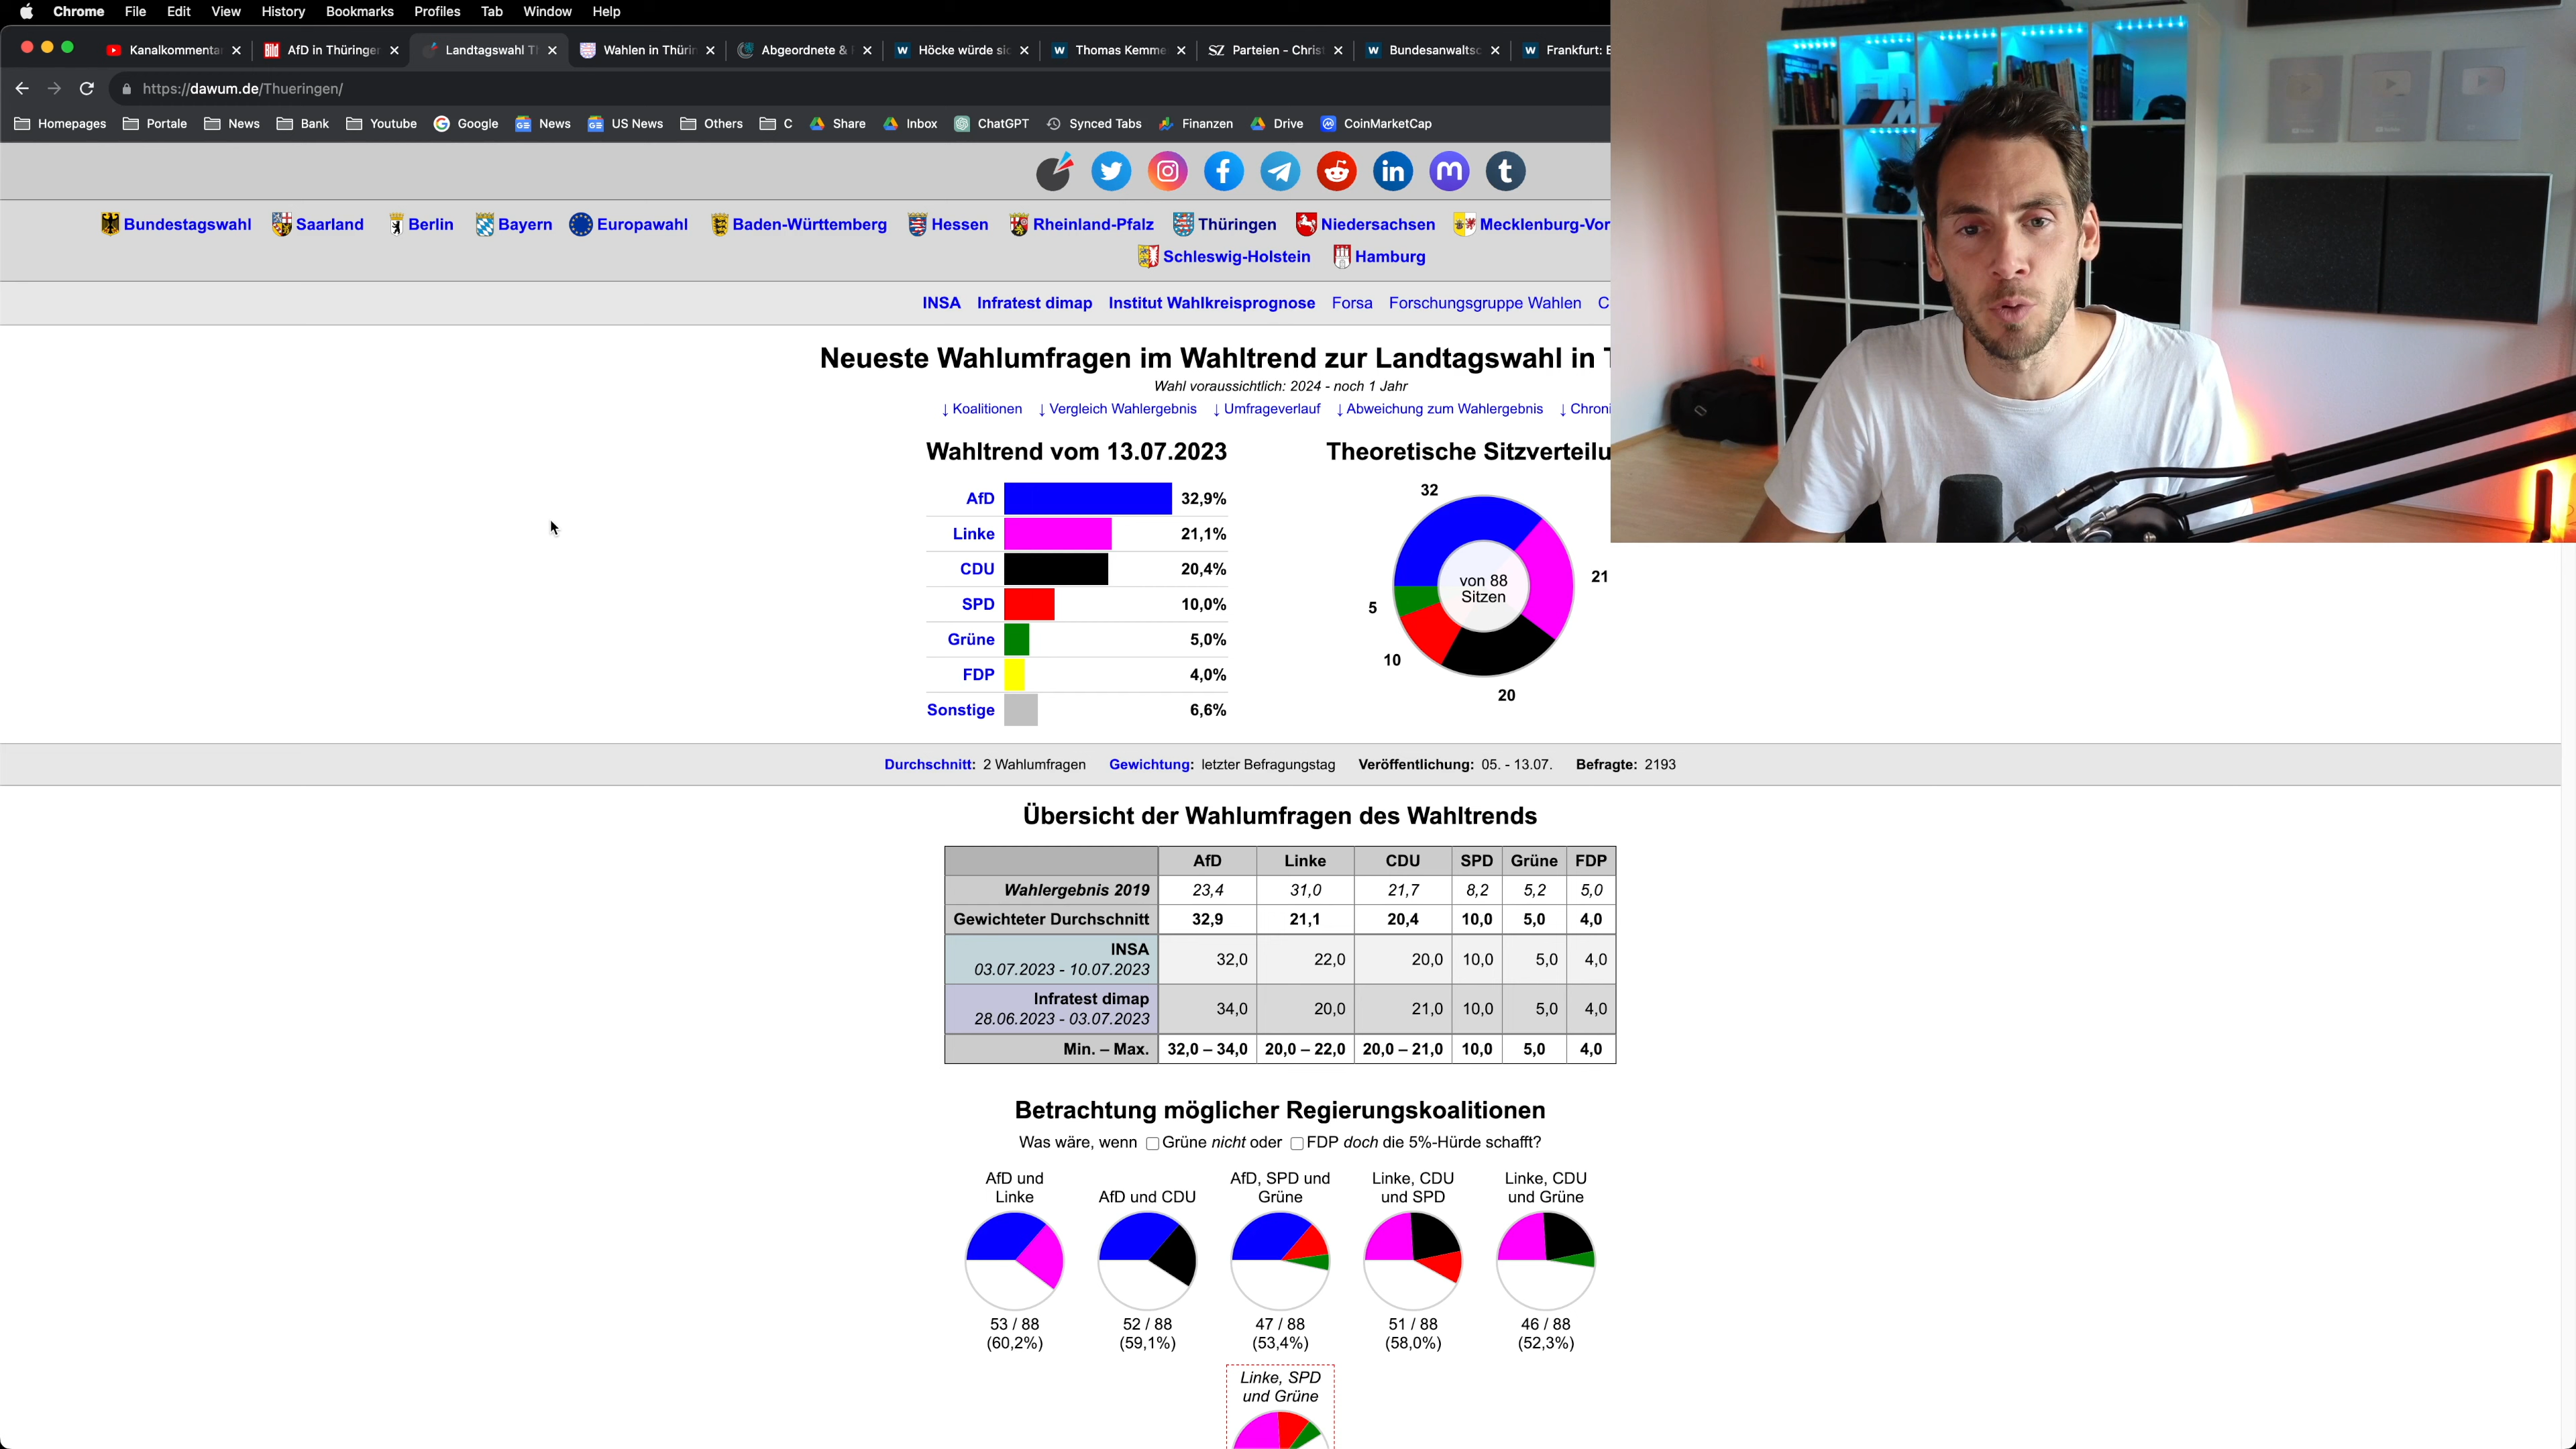 Chrome File Edit View History Bookmarks Profiles Tab Window Help
Kanalkommenta AfD in Thüringer Landtagswahl Th Wahlen in Thürin Abgeordnete & Höcke würde sic Thomas Kemme SZ Parteien - Christ Bundesanwaltsc Frankfurt: E
https://dawum.de/Thueringen/
Homepages Portale News Bank Youtube Google News US News Others C Share Inbox ChatGPT Synced Tabs Finanzen Drive CoinMarketCap
Bundestagswahl Saarland Berlin Bayern Europawahl Baden-Württemberg Hessen Rheinland-Pfalz Thüringen Niedersachsen Mecklenburg-Vor
Schleswig-Holstein Hamburg
INSA Infratest dimap Institut Wahlkreisprognose Forsa Forschungsgruppe Wahlen C
Neueste Wahlumfragen im Wahltrend zur Landtagswahl in T
Wahl voraussichtlich: 2024 - noch 1 Jahr
↓ Koalitionen ↓ Vergleich Wahlergebnis ↓ Umfrageverlauf ↓ Abweichung zum Wahlergebnis ↓ Chroni
Wahltrend vom 13.07.2023
AfD 32,9%
Linke 21,1%
CDU 20,4%
SPD 10,0%
Grüne 5,0%
FDP 4,0%
Sonstige 6,6%
Theoretische Sitzverteilu
32
21
20
10
5
von 88
Sitzen
Durchschnitt: 2 Wahlumfragen Gewichtung: letzter Befragungstag Veröffentlichung: 05. - 13.07. Befragte: 2193
Übersicht der Wahlumfragen des Wahltrends
AfD Linke CDU SPD Grüne FDP
Wahlergebnis 2019 23,4 31,0 21,7 8,2 5,2 5,0
Gewichteter Durchschnitt 32,9 21,1 20,4 10,0 5,0 4,0
INSA
03.07.2023 - 10.07.2023 32,0 22,0 20,0 10,0 5,0 4,0
Infratest dimap
28.06.2023 - 03.07.2023 34,0 20,0 21,0 10,0 5,0 4,0
Min. – Max. 32,0 – 34,0 20,0 – 22,0 20,0 – 21,0 10,0 5,0 4,0
Betrachtung möglicher Regierungskoalitionen
Was wäre, wenn Grüne nicht oder FDP doch die 5%-Hürde schafft?
AfD und
Linke
53 / 88
(60,2%)
AfD und CDU
52 / 88
(59,1%)
AfD, SPD und
Grüne
47 / 88
(53,4%)
Linke, CDU
und SPD
51 / 88
(58,0%)
Linke, CDU
und Grüne
46 / 88
(52,3%)
Linke, SPD
und Grüne